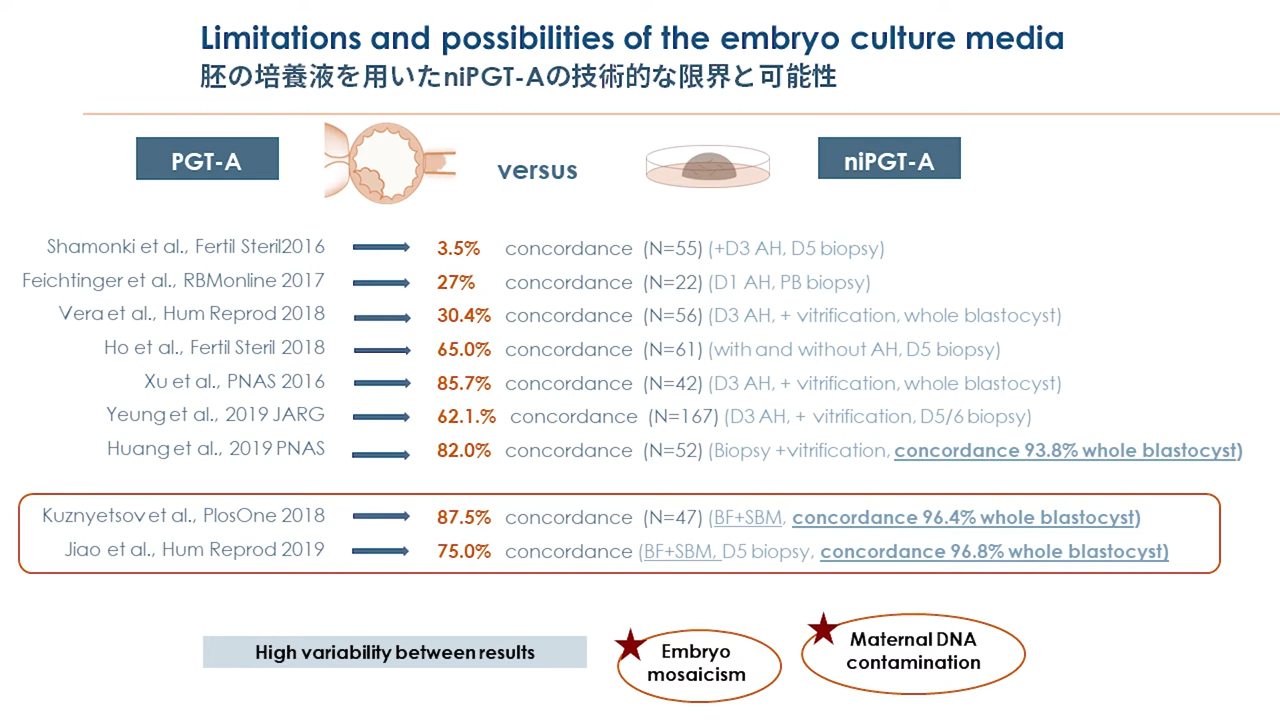 Limitations and possibilities of the embryo culture media
胚の培養液を用いたniPGT-Aの技術的な限界と可能性
PGT-A
versus
niPGT-A
Shamonki et al., Fertil Steril2016 3.5% concordance (N=55) (+D3 AH, D5 biopsy)
Feichtinger et al., RBMonline 2017 27% concordance (N=22) (D1 AH, PB biopsy)
Vera et al., Hum Reprod 2018 30.4% concordance (N=56) (D3 AH, + vitrification, whole blastocyst)
Ho et al., Fertil Steril 2018 65.0% concordance (N=61) (with and without AH, D5 biopsy)
Xu et al., PNAS 2016 85.7% concordance (N=42) (D3 AH, + vitrification, whole blastocyst)
Yeung et al., 2019 JARG 62.1.% concordance (N=167) (D3 AH, + vitrification, D5/6 biopsy)
Huang et al., 2019 PNAS 82.0% concordance (N=52) (Biopsy +vitrification, concordance 93.8% whole blastocyst)
Kuznyetsov et al., PlosOne 2018 87.5% concordance (N=47) (BF+SBM, concordance 96.4% whole blastocyst)
Jiao et al., Hum Reprod 2019 75.0% concordance (BF+SBM, D5 biopsy, concordance 96.8% whole blastocyst)
High variability between results
Embryo
mosaicism
Maternal DNA
contamination